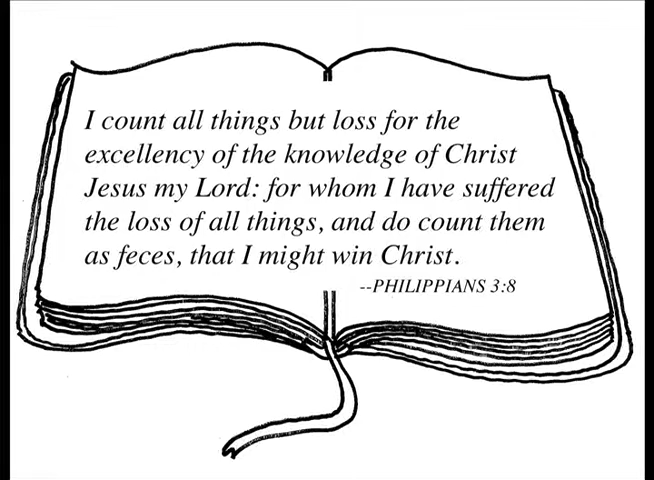 I count all things but loss for the
excellency of the knowledge of Christ
Jesus my Lord: for whom I have suffered
the loss of all things, and do count them
as feces, that I might win Christ.
--PHILIPPIANS 3:8